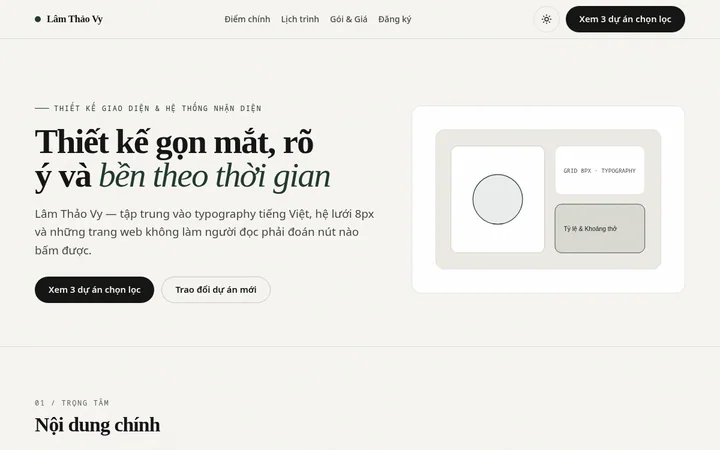 Lâm Thảo Vy
Điểm chính Lịch trình Gói & Giá Đăng ký
Xem 3 dự án chọn lọc
THIẾT KẾ GIAO DIỆN & HỆ THỐNG NHẬN DIỆN
Thiết kế gọn mắt, rõ
ý và bền theo thời gian
Lâm Thảo Vy — tập trung vào typography tiếng Việt, hệ lưới 8px
và những trang web không làm người đọc phải đoán nút nào
bấm được.
Xem 3 dự án chọn lọc
Trao đổi dự án mới
GRID 8PX · TYPOGRAPHY
Tỷ lệ & Khoảng thở
01 / TRỌNG TÂM
Nội dung chính